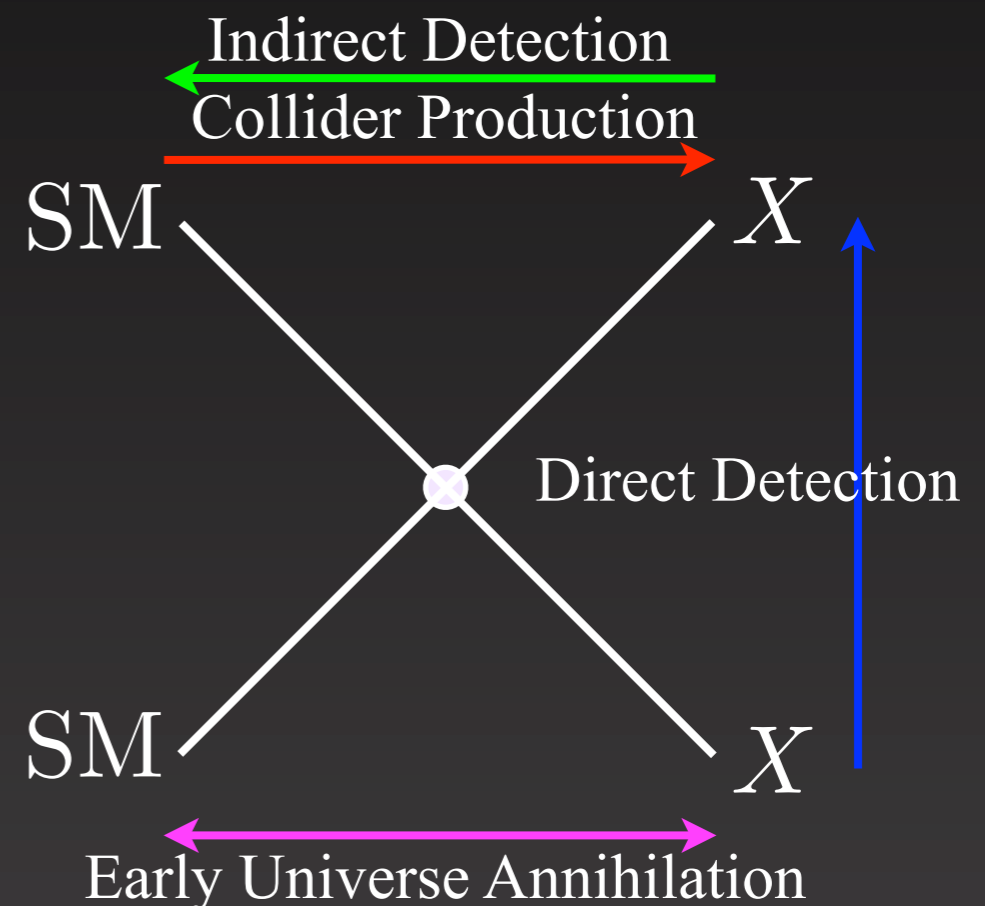 Indirect Detection
Collider Production
SM
X
Direct Detection
SM
X
Early Universe Annihilation